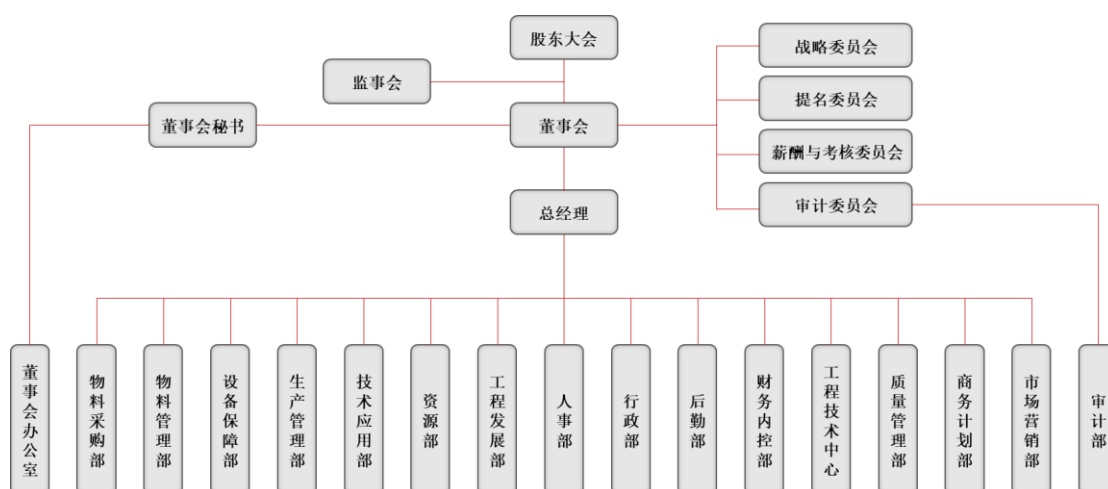 股东大会
战略委员会
监事会
提名委员会
董事会秘书
董事会
薪酬与考核委员会
总经理
审计委员会
董事会办公室
物料采购部
物料管理部
设备保障部
生产管理部
技术应用部
资源部
工程发展部
人事部
行政部
后勤部
财务内控部
工程技术中心
质量管理部
商务计划部
市场营销部
审计部